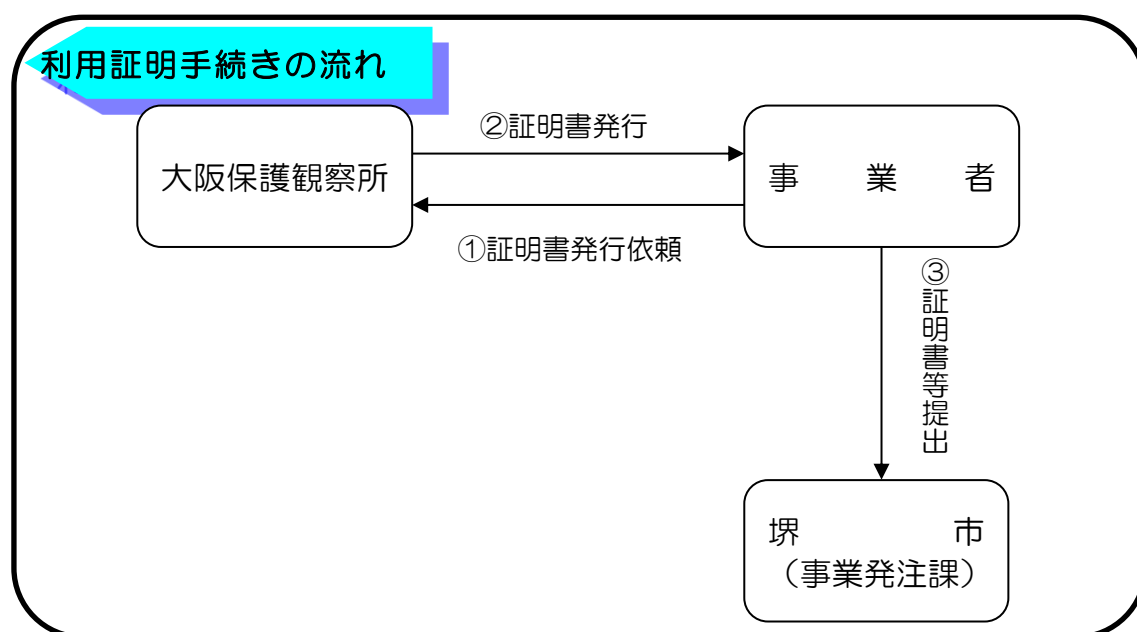 利用証明手続きの流れ
②証明書発行
大阪保護観察所
事　業　者
①証明書発行依頼
③証明書等提出
堺　市
（事業発注課）